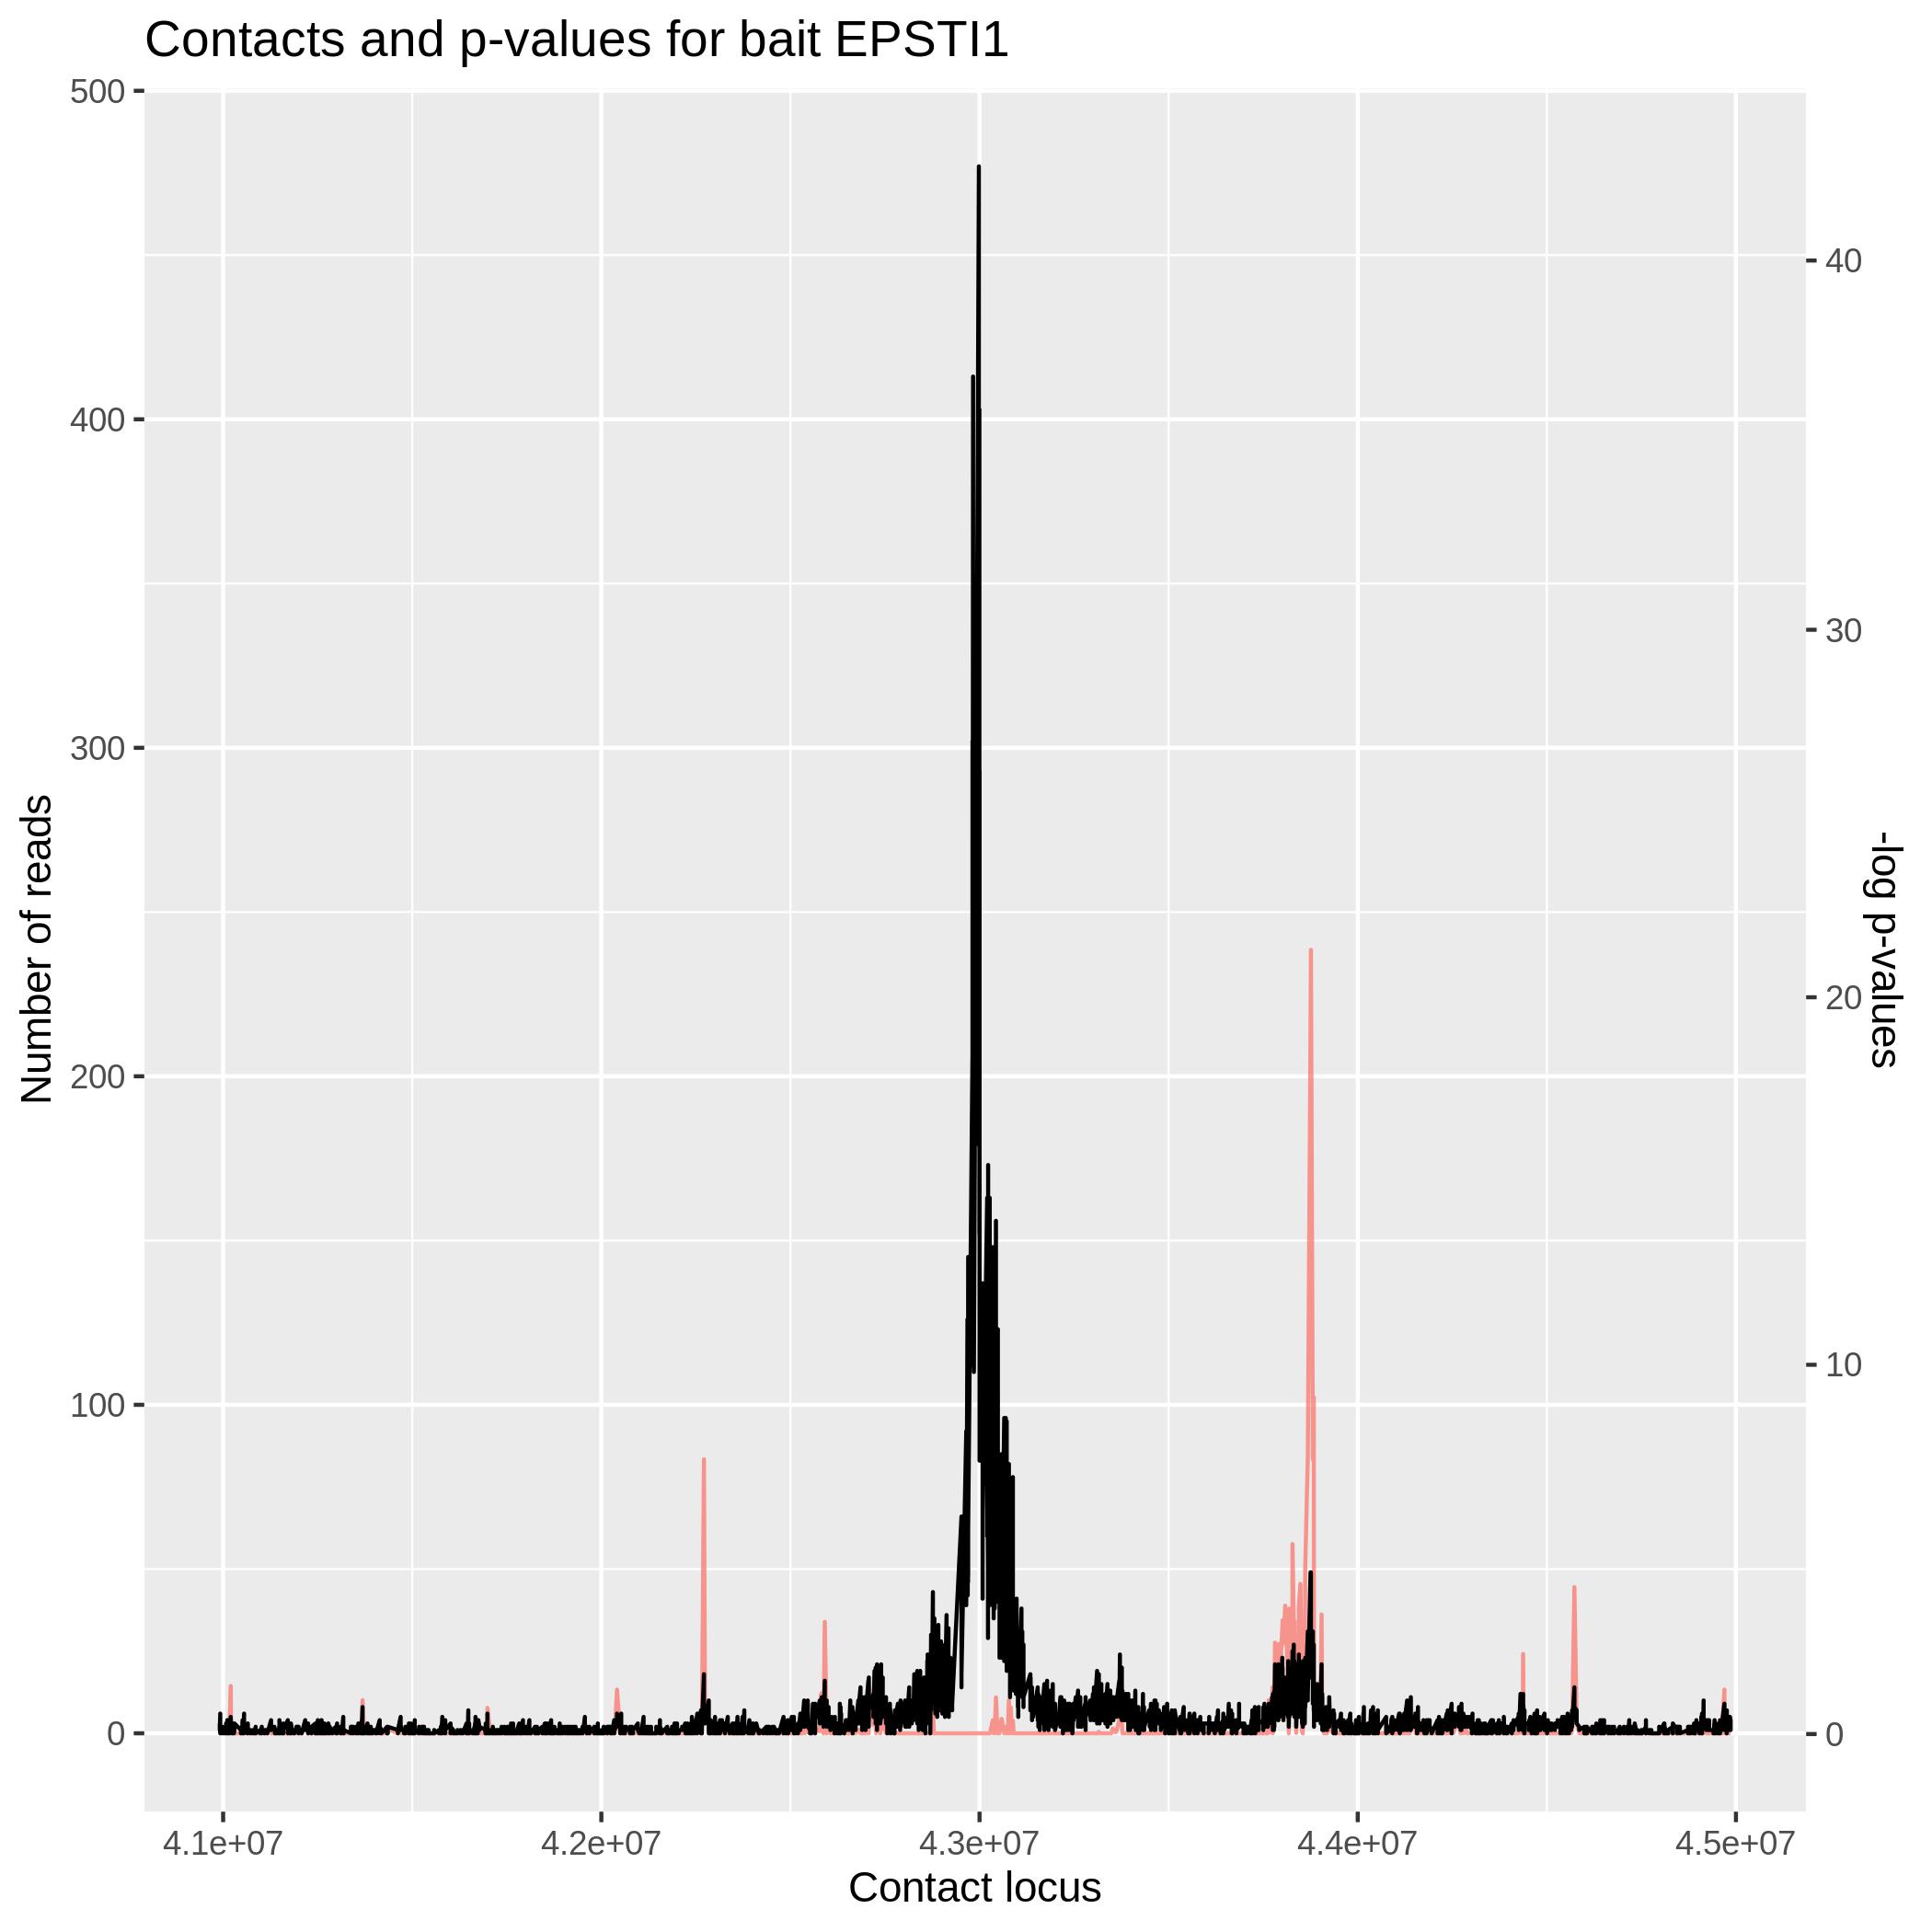 Contacts and p-values for bait EPSTI1
500
400
300
200
100
0
Number of reads
40
30
20
10
0
-log p-values
4.1e+07 4.2e+07 4.3e+07 4.4e+07 4.5e+07
Contact locus